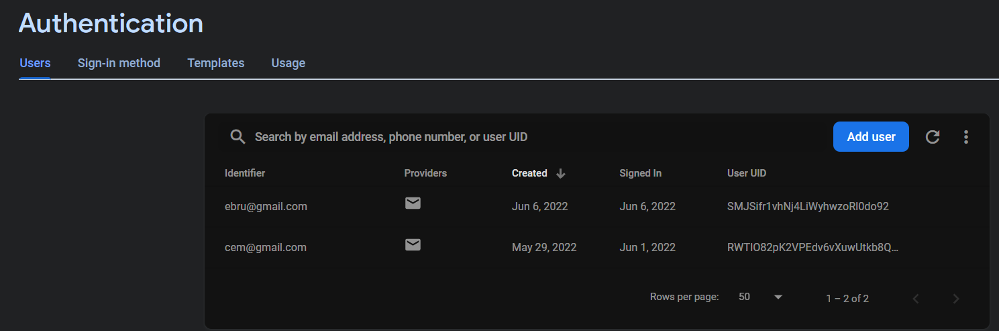 Authentication
Users Sign-in method Templates Usage
Search by email address, phone number, or user UID Add user
Identifier Providers Created Signed In User UID
ebru@gmail.com Jun 6, 2022 Jun 6, 2022 SMJSifr1vhNj4LiWyhwzoRl0do92
cem@gmail.com May 29, 2022 Jun 1, 2022 RWTIO82pK2VPEdv6vXuwUtkb8Q...
Rows per page: 50 1 – 2 of 2